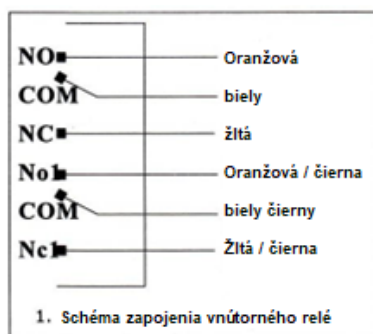 NO Oranžová
COM biely
NC žltá
No1 Oranžová / čierna
COM biely čierny
Nc1 Žltá / čierna
1. Schéma zapojenia vnútorného relé